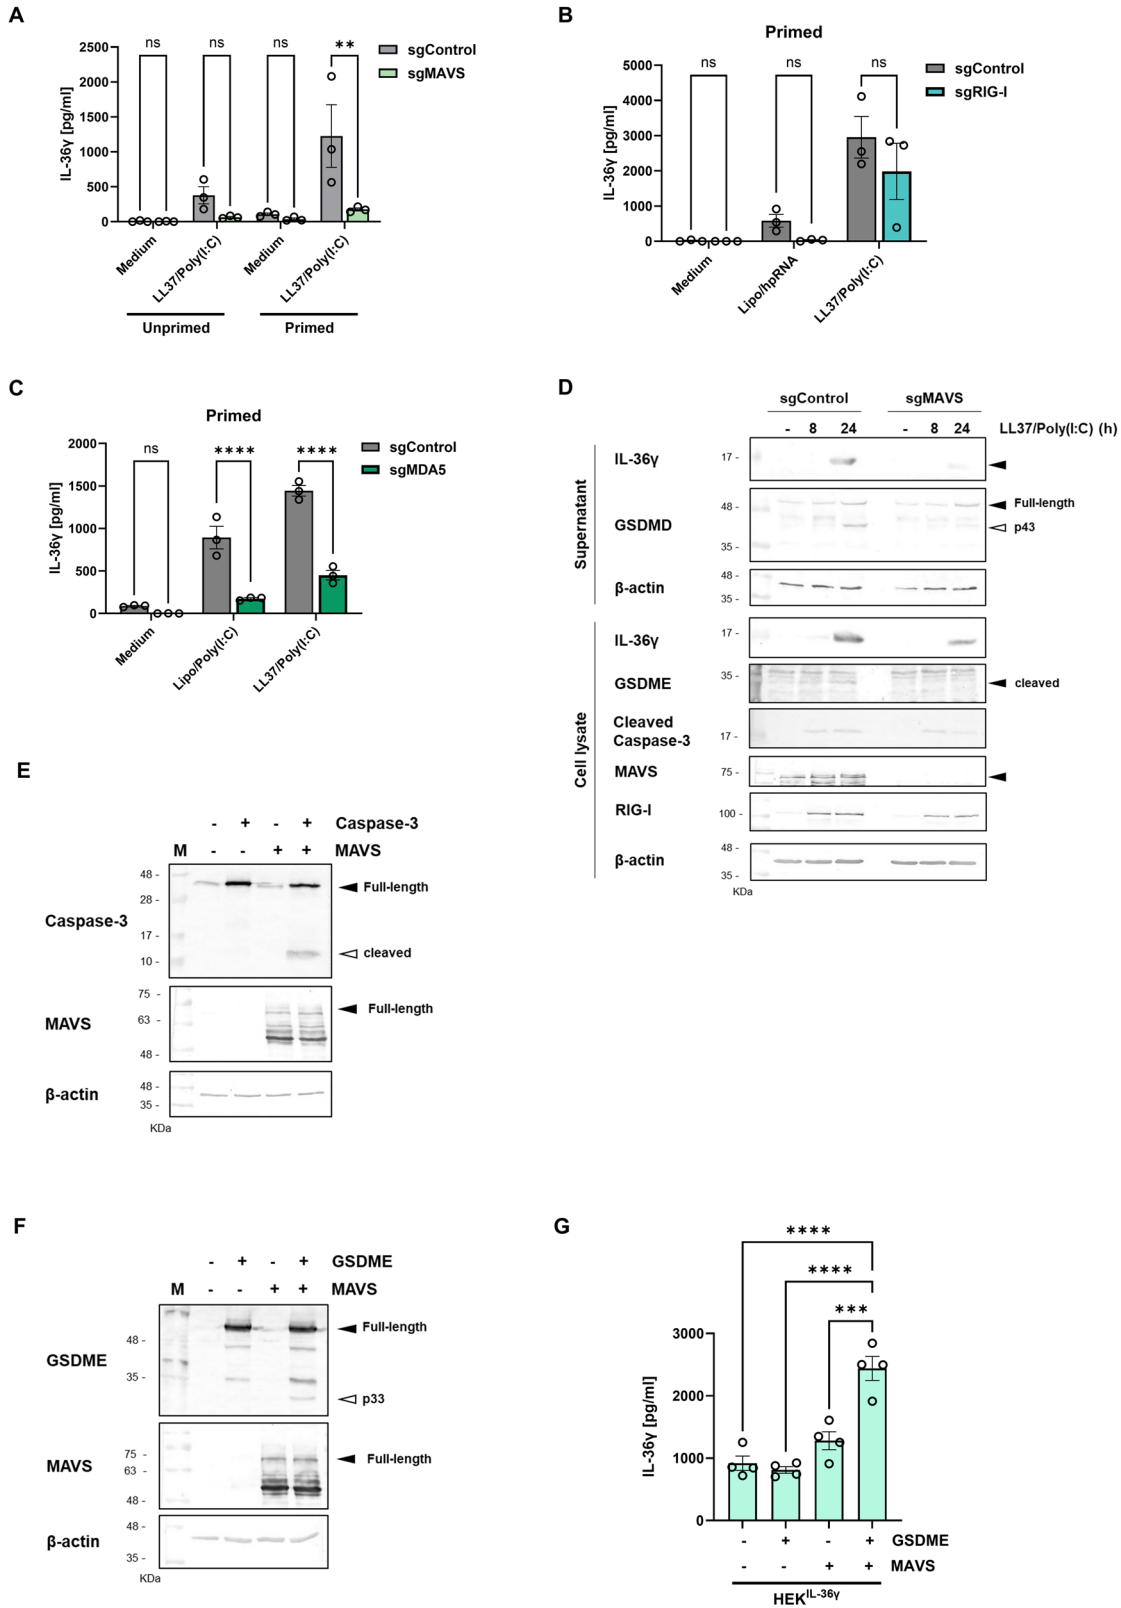 A
ns
ns
ns
**
sgControl
sgMAVS
IL-36γ [pg/ml]
2500
2000
1500
1000
500
0
Medium
LL37/Poly(I:C)
Medium
LL37/Poly(I:C)
Unprimed
Primed
B
Primed
ns
ns
ns
sgControl
sgRIG-I
IL-36γ [pg/ml]
5000
4000
3000
2000
1000
0
Medium
Lipo/hpRNA
LL37/Poly(I:C)
C
Primed
ns
****
****
sgControl
sgMDA5
IL-36γ [pg/ml]
2000
1500
1000
500
0
Medium
Lipo/Poly(I:C)
LL37/Poly(I:C)
D
sgControl
sgMAVS
- 8 24 - 8 24 LL37/Poly(I:C) (h)
Supernatant
IL-36γ
17 -
GSDMD
48 -
35 -
Full-length
p43
β-actin
48 -
35 -
Cell lysate
IL-36γ
17 -
GSDME
35 -
cleaved
Cleaved
Caspase-3
17 -
MAVS
75 -
RIG-I
100 -
β-actin
48 -
35 -
KDa
E
- + - + Caspase-3
M - - + + MAVS
Caspase-3
48 -
28 -
17 -
10 -
Full-length
cleaved
MAVS
75 -
63 -
48 -
Full-length
β-actin
48 -
35 -
KDa
F
- + - + GSDME
M - - + + MAVS
GSDME
48 -
35 -
Full-length
p33
MAVS
75 -
63 -
48 -
Full-length
β-actin
48 -
35 -
KDa
G
****
****
***
IL-36γ [pg/ml]
3000
2000
1000
0
- + - + GSDME
- - + + MAVS
HEK^IL-36γ